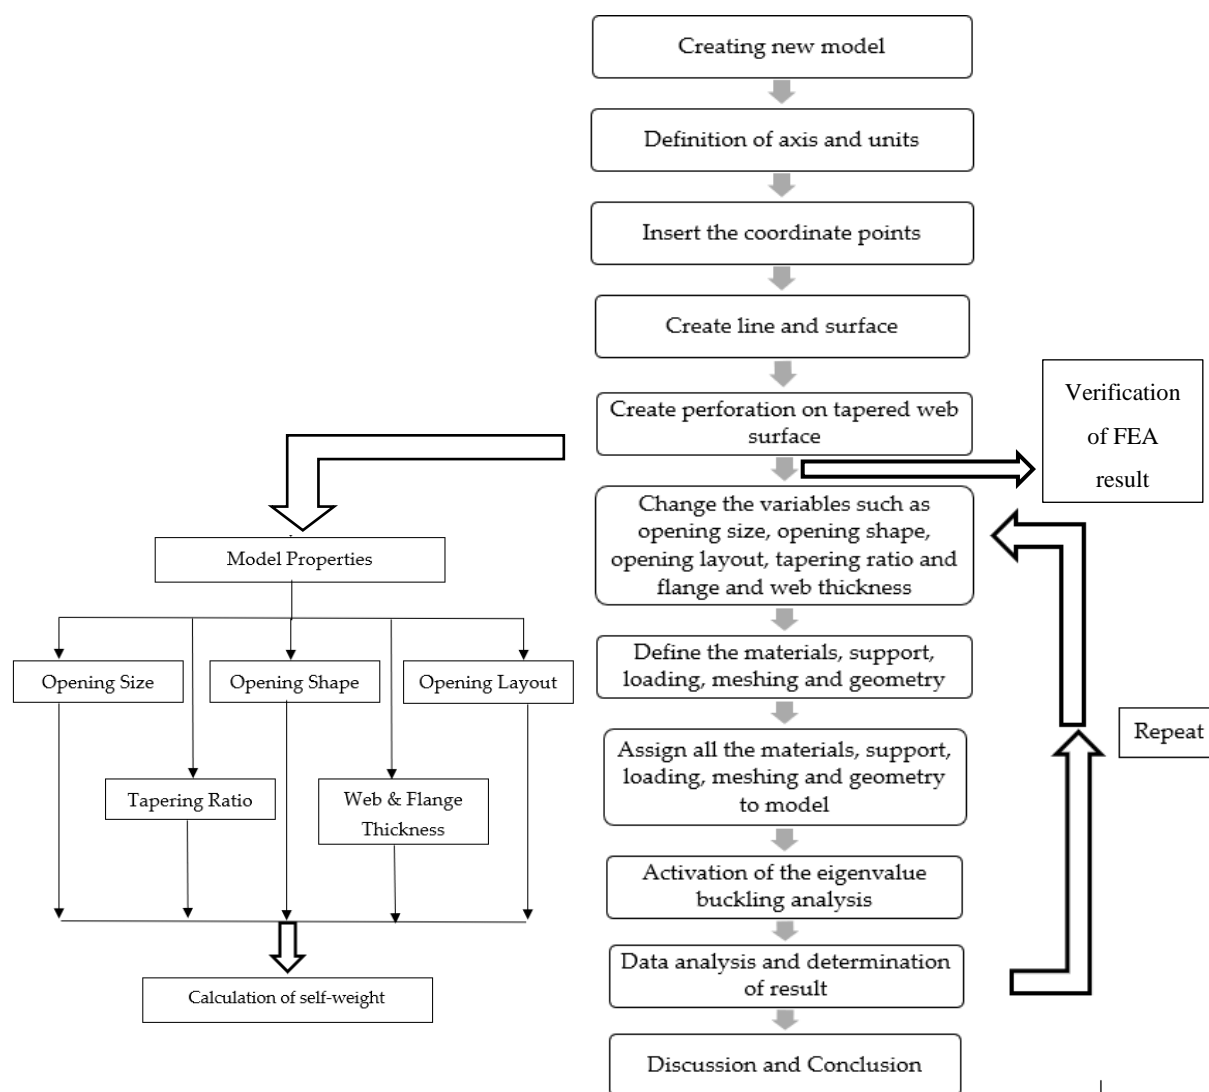 Creating new model
Definition of axis and units
Insert the coordinate points
Create line and surface
Create perforation on tapered web
surface
Verification
of FEA
result
Change the variables such as
opening size, opening shape,
opening layout, tapering ratio and
flange and web thickness
Model Properties
Opening Size
Opening Shape
Opening Layout
Tapering Ratio
Web & Flange
Thickness
Calculation of self-weight
Define the materials, support,
loading, meshing and geometry
Assign all the materials, support,
loading, meshing and geometry
to model
Repeat
Activation of the eigenvalue
buckling analysis
Data analysis and determination
of result
Discussion and Conclusion